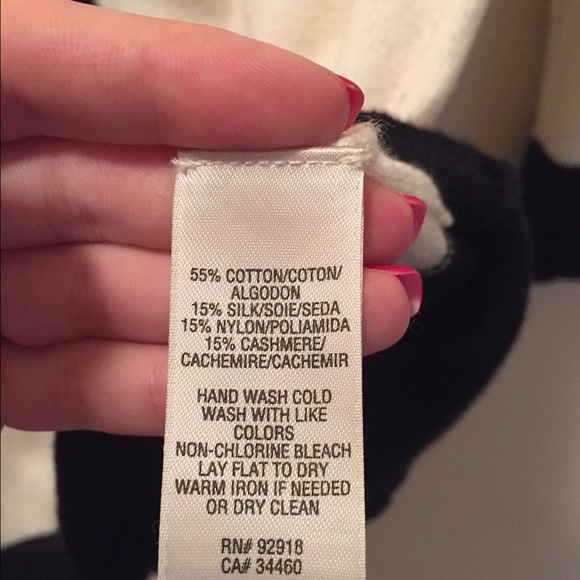 55% COTTON/COTON/
ALGODON
15% SILK/SOIE/SEDA
15% NYLON/POLIAMIDA
15% CASHMERE/
CACHEMIRE/CACHEMIR
HAND WASH COLD
WASH WITH LIKE
COLORS
NON-CHLORINE BLEACH
LAY FLAT TO DRY
WARM IRON IF NEEDED
OR DRY CLEAN
RN# 92918
CA# 34460